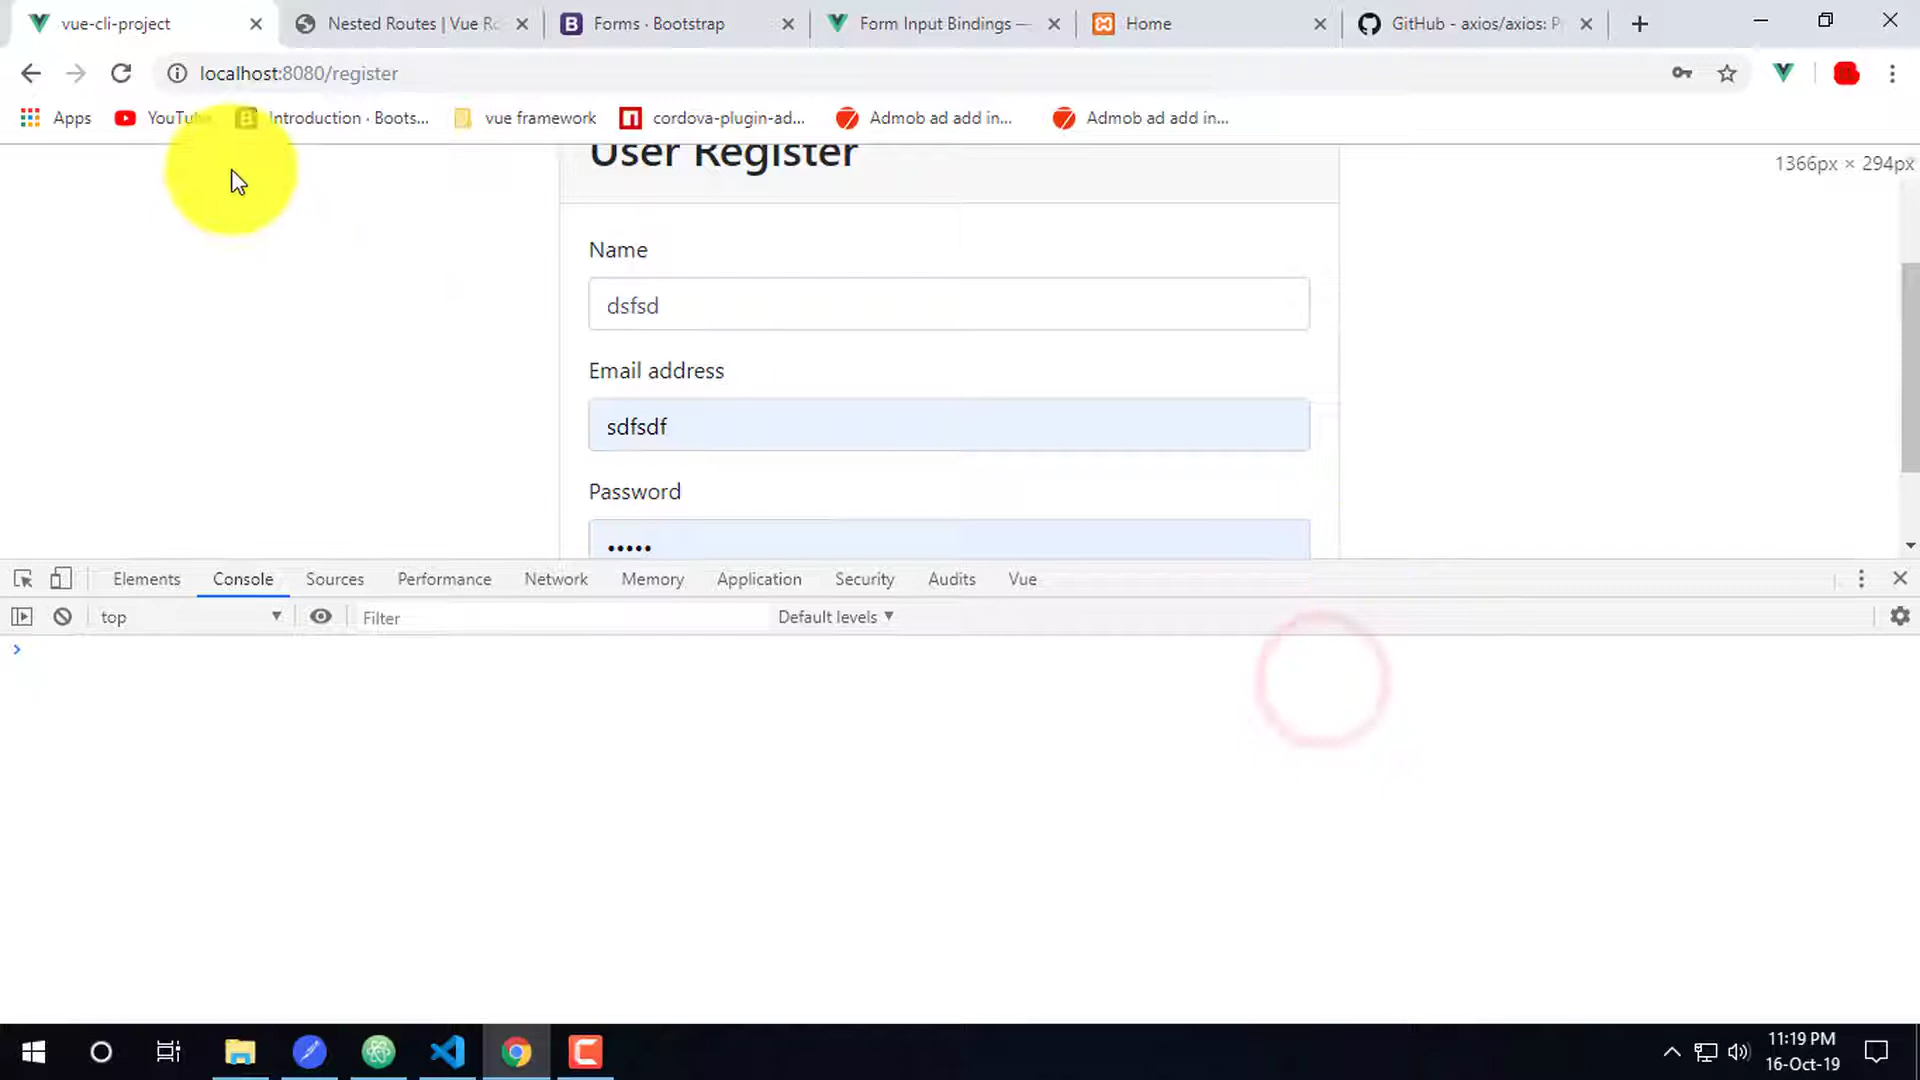 vue-cli-project
Nested Routes | Vue Ro
Forms · Bootstrap
Form Input Bindings —
Home
GitHub - axios/axios: P
localhost:8080/register
Apps
YouTube
Introduction · Boots...
vue framework
cordova-plugin-ad...
Admob ad add in...
Admob ad add in...
User Register
1366px × 294px
Name
dsfsd
Email address
sdfsdf
Password
•••••
Elements
Console
Sources
Performance
Network
Memory
Application
Security
Audits
Vue
top
Filter
Default levels
11:19 PM
16-Oct-19